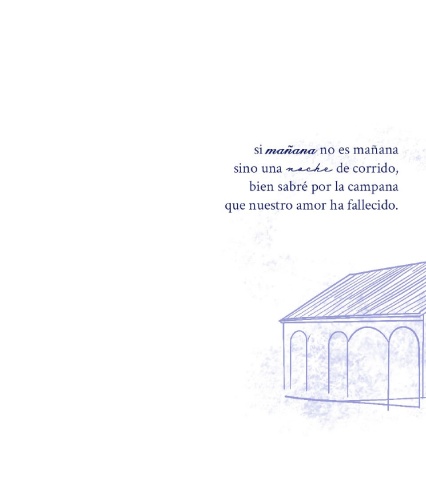 si mañana no es mañana
sino una noche de corrido,
bien sabré por la campana
que nuestro amor ha fallecido.